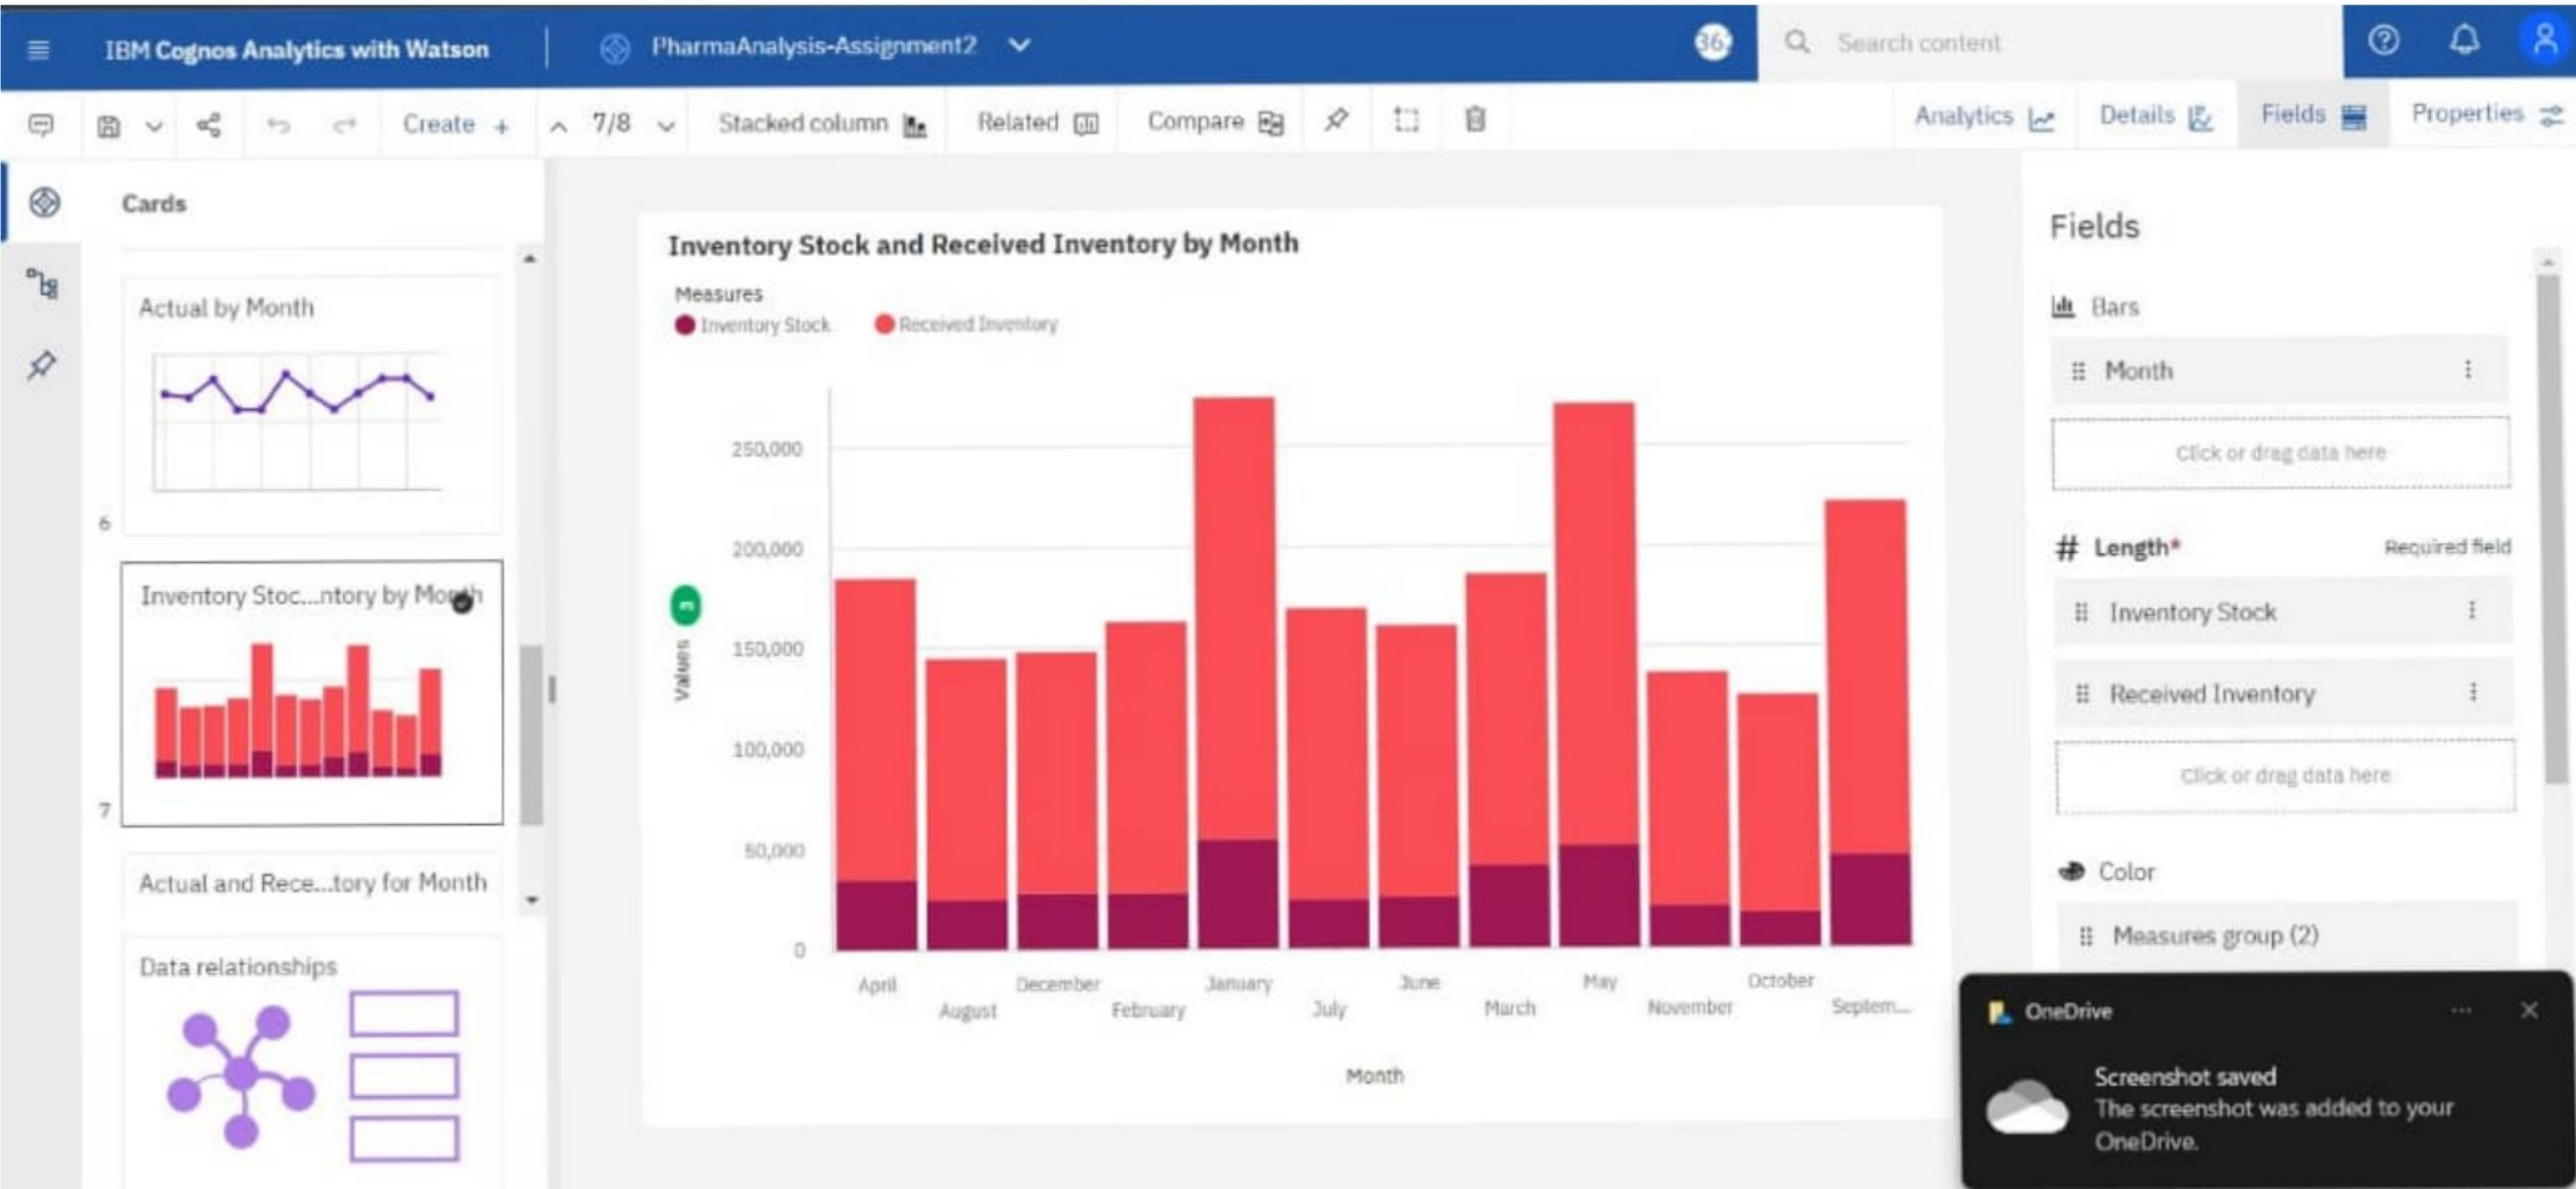 IBM Cognos Analytics with Watson
PharmaAnalysis-Assignment2
Search content
Create +
7/8
Stacked column
Related
Compare
Analytics
Details
Fields
Properties
Cards
Actual by Month
6
Inventory Stoc...ntory by Month
7
Actual and Rece...tory for Month
Data relationships
Inventory Stock and Received Inventory by Month
Measures
Inventory Stock
Received Inventory
Values
250,000
200,000
150,000
100,000
50,000
0
April
August
December
February
January
July
June
March
May
November
October
Septem...
Month
Fields
Bars
Month
Click or drag data here
# Length*
Required field
Inventory Stock
Received Inventory
Click or drag data here
Color
Measures group (2)
OneDrive
Screenshot saved
The screenshot was added to your
OneDrive.